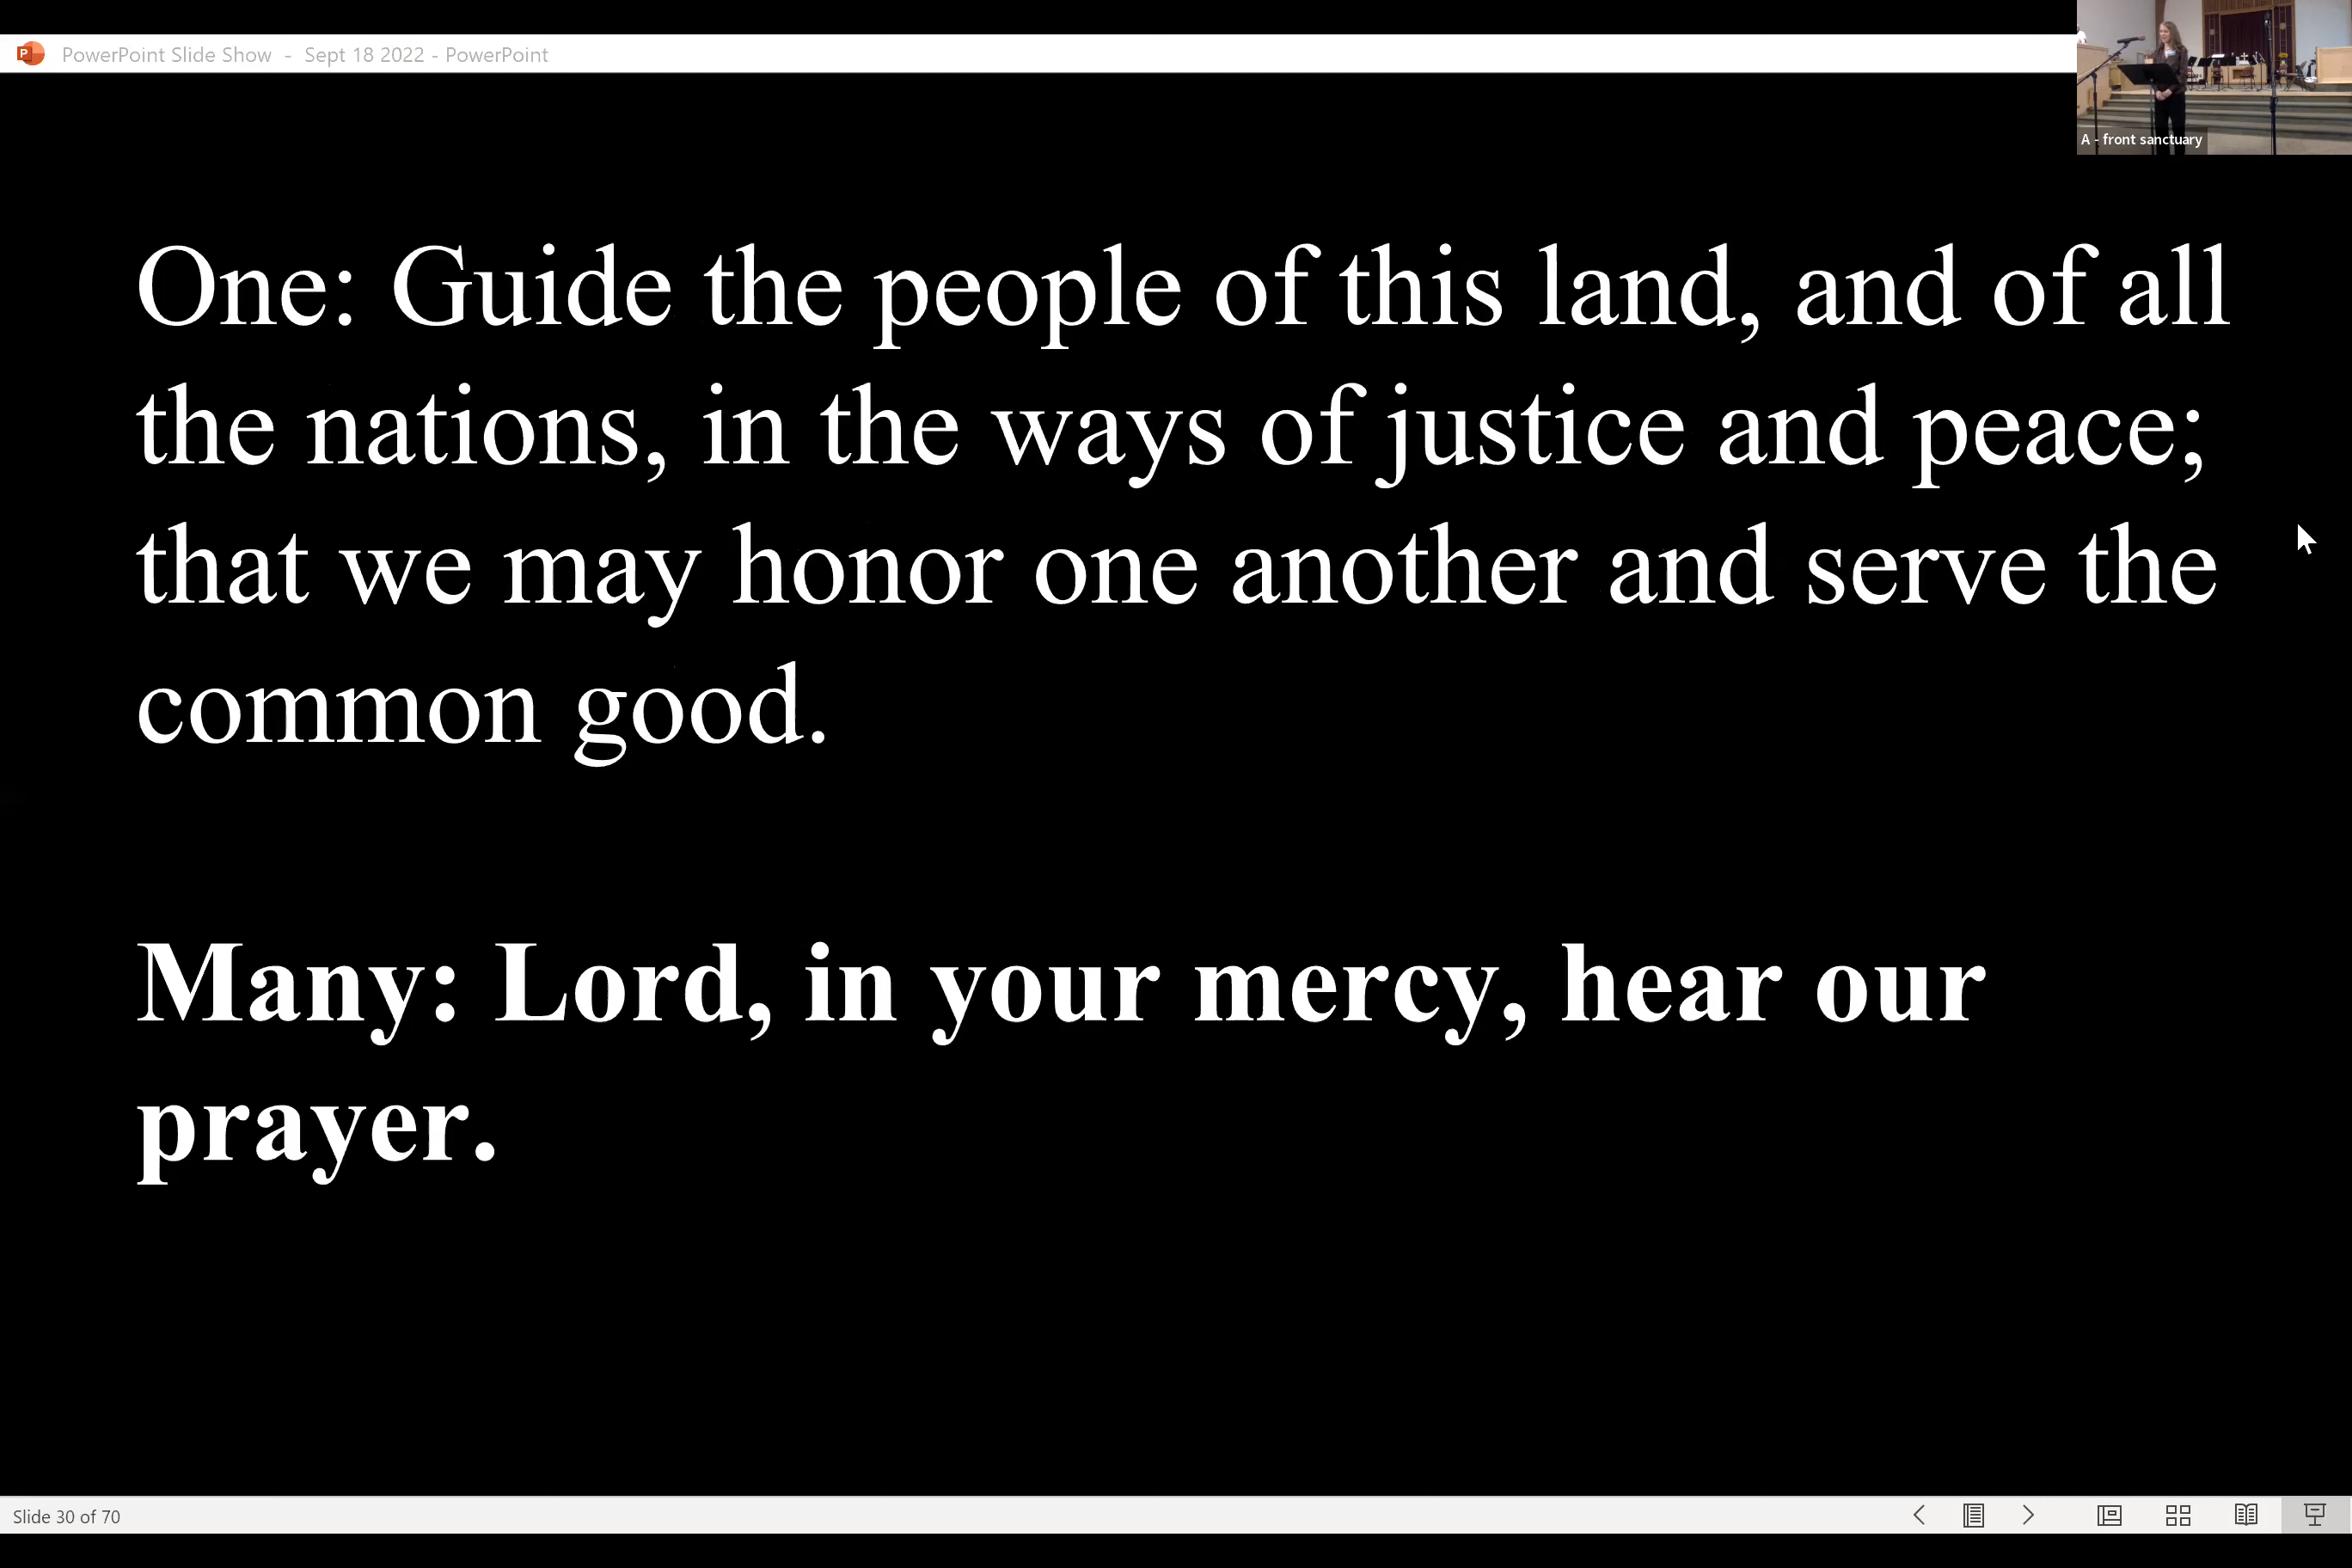 P PowerPoint Slide Show - Sept 18 2022 - PowerPoint
A - front sanctuary
One: Guide the people of this land, and of all
the nations, in the ways of justice and peace;
that we may honor one another and serve the
common good.
Many: Lord, in your mercy, hear our
prayer.
Slide 30 of 70